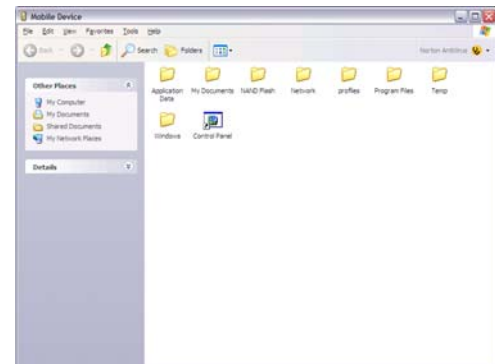 Mobile Device
File Edit View Favorites Tools Help
Back Search Folders Norton AntiVirus
Other Places
My Computer
My Documents
Shared Documents
My Network Places
Details
Application Data My Documents NAND Flash Network profiles Program Files Temp
Windows Control Panel